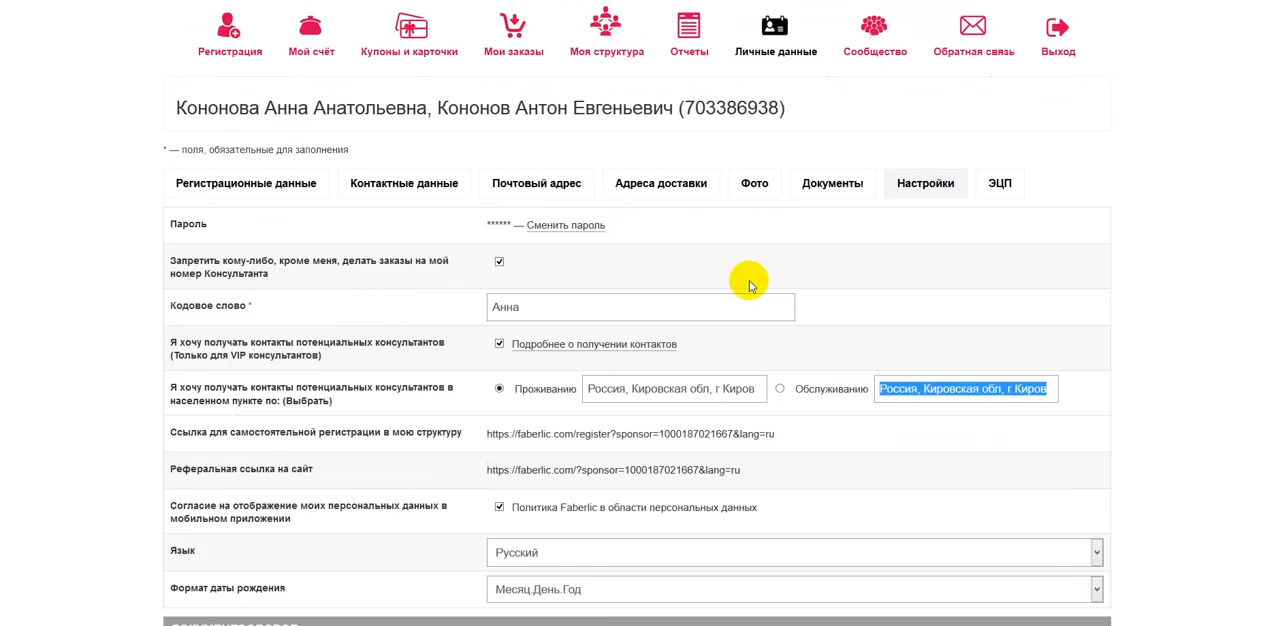 Регистрация Мой счёт Купоны и карточки Мои заказы Моя структура Отчеты Личные данные Сообщество Обратная связь Выход
Кононова Анна Анатольевна, Кононов Антон Евгеньевич (703386938)
* — поля, обязательные для заполнения
Регистрационные данные Контактные данные Почтовый адрес Адреса доставки Фото Документы Настройки ЭЦП
Пароль ****** — Сменить пароль
Запретить кому-либо, кроме меня, делать заказы на мой
номер Консультанта
Кодовое слово * Анна
Я хочу получать контакты потенциальных консультантов
(Только для VIP консультантов) Подробнее о получении контактов
Я хочу получать контакты потенциальных консультантов в
населенном пункте по: (Выбрать) Проживанию Россия, Кировская обл, г Киров Обслуживанию Россия, Кировская обл, г Киров
Ссылка для самостоятельной регистрации в мою структуру https://faberlic.com/register?sponsor=1000187021667&lang=ru
Реферальная ссылка на сайт https://faberlic.com/?sponsor=1000187021667&lang=ru
Согласие на отображение моих персональных данных в
мобильном приложении Политика Faberlic в области персональных данных
Язык Русский
Формат даты рождения Месяц.День.Год